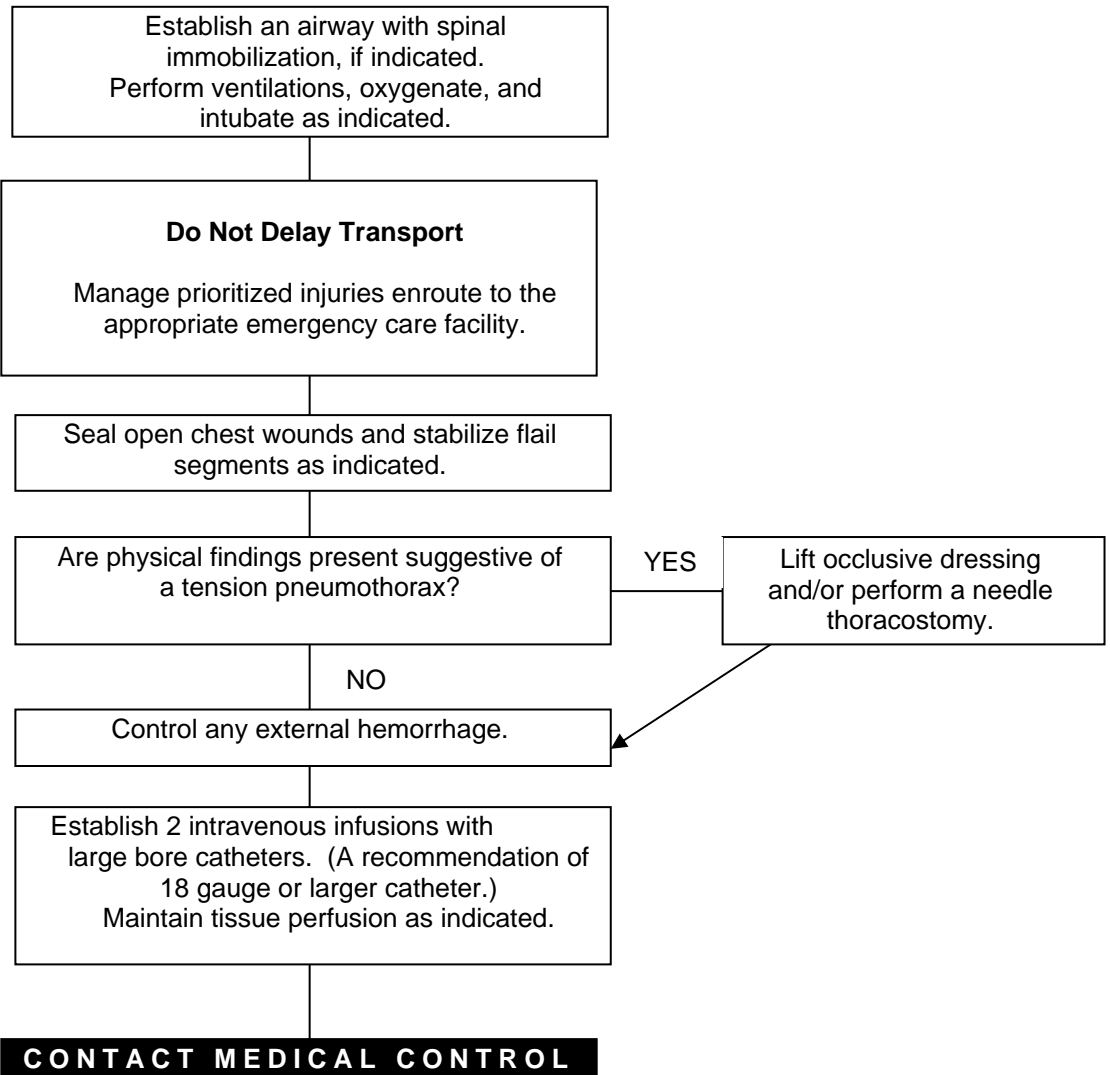 Establish an airway with spinal
immobilization, if indicated.
Perform ventilations, oxygenate, and
intubate as indicated.
Do Not Delay Transport
Manage prioritized injuries enroute to the
appropriate emergency care facility.
Seal open chest wounds and stabilize flail
segments as indicated.
Are physical findings present suggestive of
a tension pneumothorax?
YES
Lift occlusive dressing
and/or perform a needle
thoracostomy.
NO
Control any external hemorrhage.
Establish 2 intravenous infusions with
large bore catheters. (A recommendation of
18 gauge or larger catheter.)
Maintain tissue perfusion as indicated.
CONTACT MEDICAL CONTROL